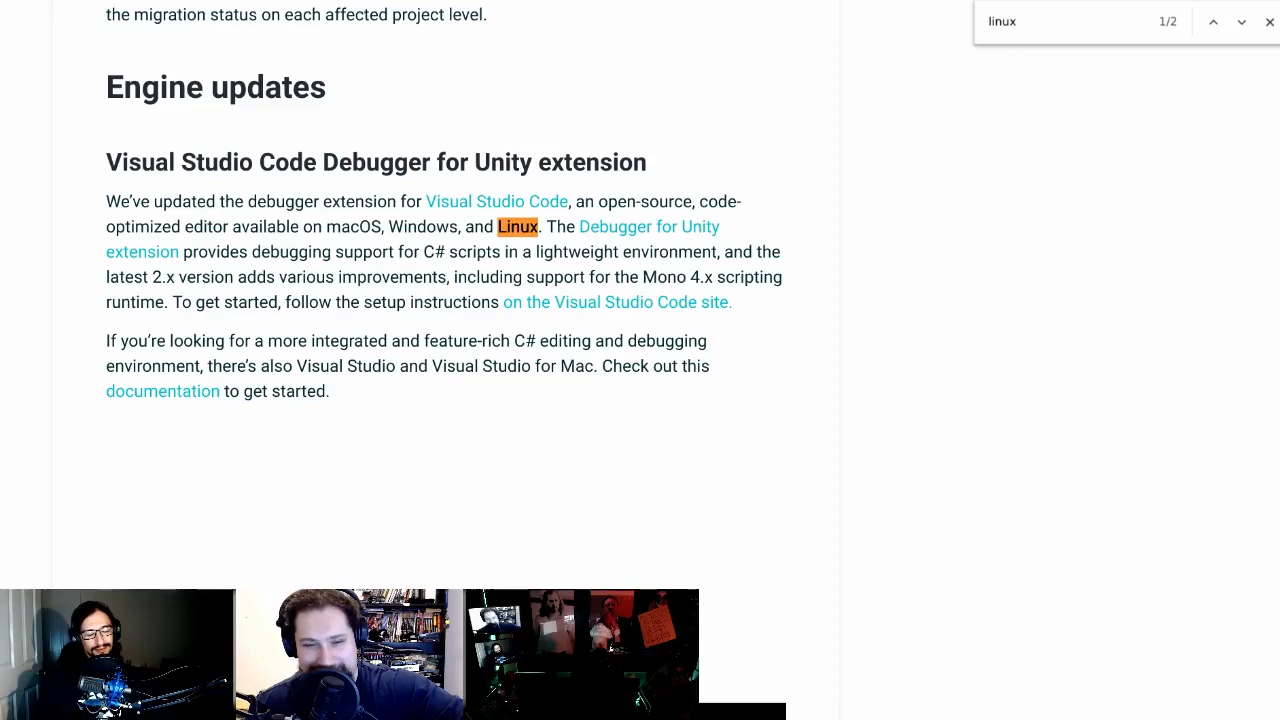 the migration status on each affected project level.
linux
1/2
Engine updates
Visual Studio Code Debugger for Unity extension
We’ve updated the debugger extension for Visual Studio Code, an open-source, code-
optimized editor available on macOS, Windows, and Linux. The Debugger for Unity
extension provides debugging support for C# scripts in a lightweight environment, and the
latest 2.x version adds various improvements, including support for the Mono 4.x scripting
runtime. To get started, follow the setup instructions on the Visual Studio Code site.
If you’re looking for a more integrated and feature-rich C# editing and debugging
environment, there’s also Visual Studio and Visual Studio for Mac. Check out this
documentation to get started.